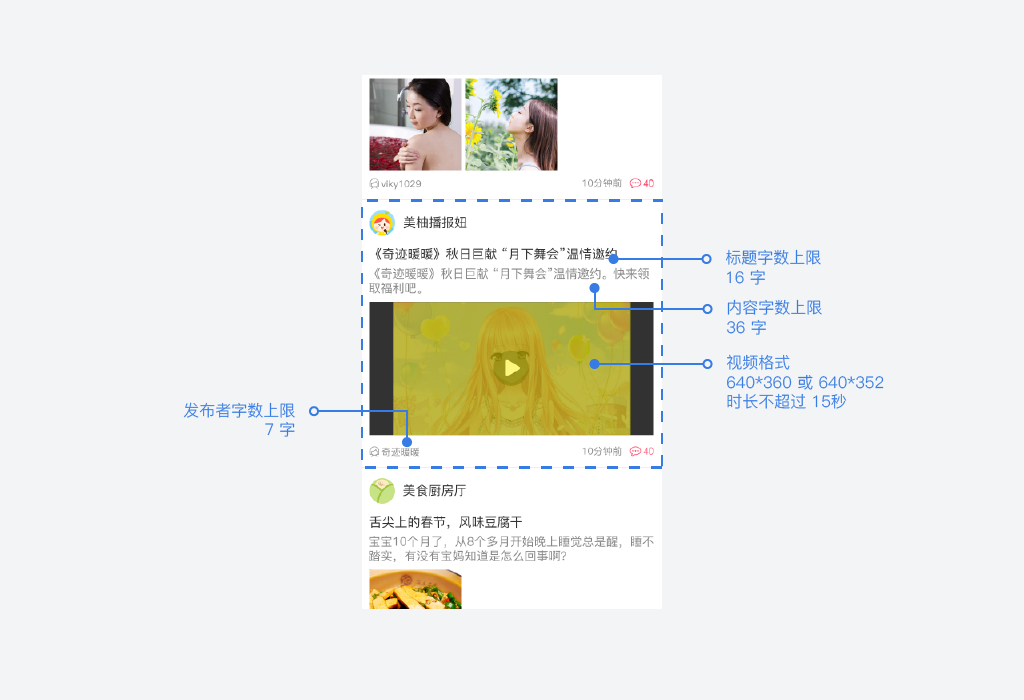 vlky1029
10分钟前
40
美柚播报妞
《奇迹暖暖》秋日巨献 “月下舞会”温情邀约
《奇迹暖暖》秋日巨献 “月下舞会”温情邀约。快来领
取福利吧。
奇迹暖暖
10分钟前
40
标题字数上限
16 字
内容字数上限
36 字
视频格式
640*360 或 640*352
时长不超过 15秒
发布者字数上限
7 字
美食厨房厅
舌尖上的春节，风味豆腐干
宝宝10个月了，从8个多月开始晚上睡觉总是醒，睡不
踏实，有没有宝妈知道是怎么回事啊?